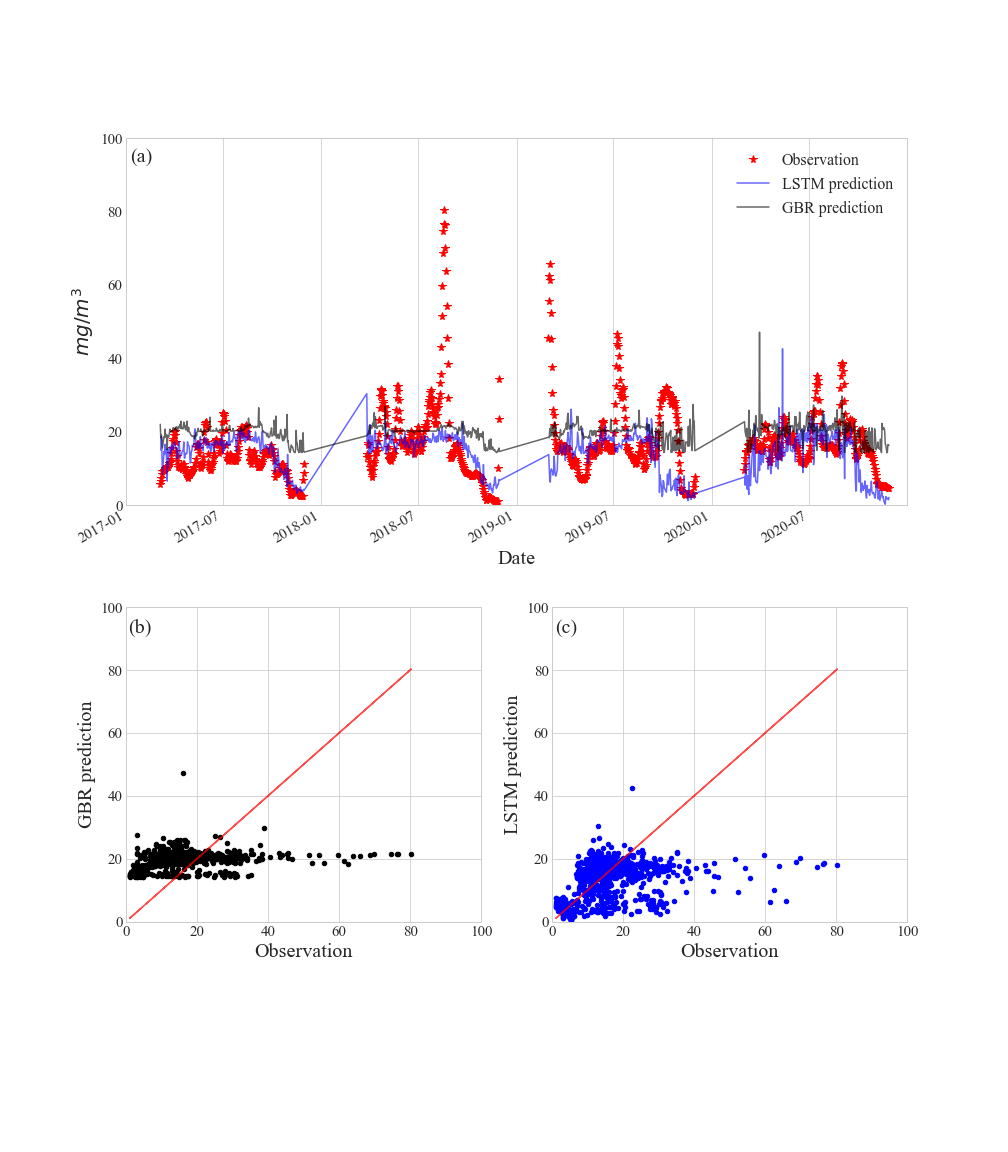 100
(a)
Observation
LSTM prediction
GBR prediction
80
60
mg/m³
40
20
0
2017-01
2017-07
2018-01
2018-07
2019-01
2019-07
2020-01
2020-07
Date
100
(b)
80
60
GBR prediction
40
20
0
0 20 40 60 80 100
Observation
100
(c)
80
60
LSTM prediction
40
20
0
0 20 40 60 80 100
Observation